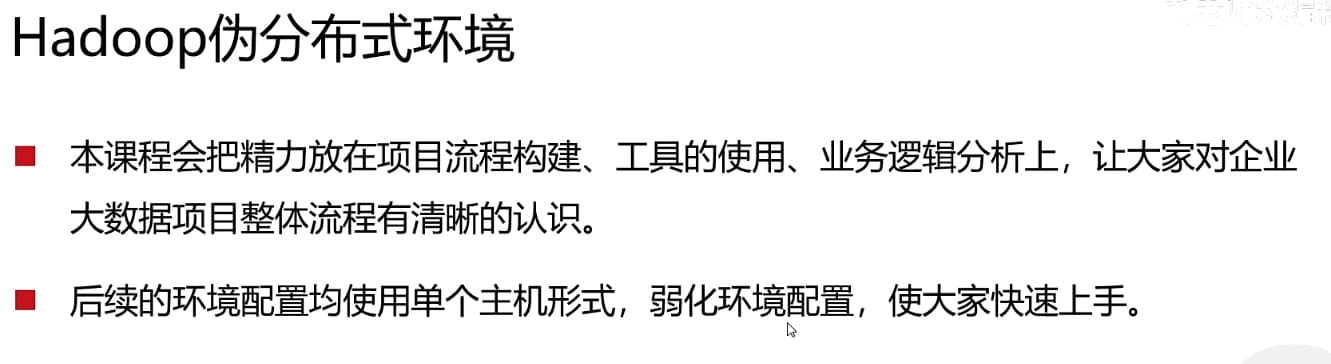 Hadoop伪分布式环境
本课程会把精力放在项目流程构建、工具的使用、业务逻辑分析上，让大家对企业
大数据项目整体流程有清晰的认识。
后续的环境配置均使用单个主机形式，弱化环境配置，使大家快速上手。